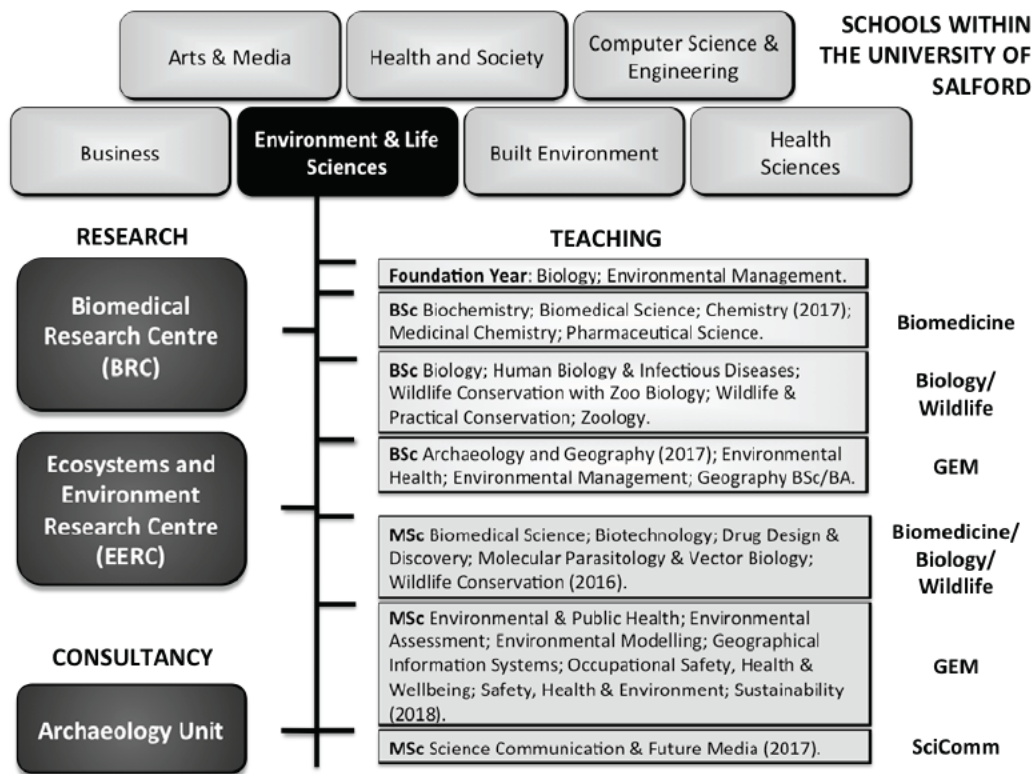 SCHOOLS WITHIN
THE UNIVERSITY OF
SALFORD
Arts & Media
Health and Society
Computer Science &
Engineering
Business
Environment & Life
Sciences
Built Environment
Health
Sciences
RESEARCH
Biomedical
Research Centre
(BRC)
Ecosystems and
Environment
Research Centre
(EERC)
CONSULTANCY
Archaeology Unit
TEACHING
Foundation Year: Biology; Environmental Management.
BSc Biochemistry; Biomedical Science; Chemistry (2017);
Medicinal Chemistry; Pharmaceutical Science.
Biomedicine
BSc Biology; Human Biology & Infectious Diseases;
Wildlife Conservation with Zoo Biology; Wildlife &
Practical Conservation; Zoology.
Biology/
Wildlife
BSc Archaeology and Geography (2017); Environmental
Health; Environmental Management; Geography BSc/BA.
GEM
MSc Biomedical Science; Biotechnology; Drug Design &
Discovery; Molecular Parasitology & Vector Biology;
Wildlife Conservation (2016).
Biomedicine/
Biology/
Wildlife
MSc Environmental & Public Health; Environmental
Assessment; Environmental Modelling; Geographical
Information Systems; Occupational Safety, Health &
Wellbeing; Safety, Health & Environment; Sustainability
(2018).
GEM
MSc Science Communication & Future Media (2017).
SciComm